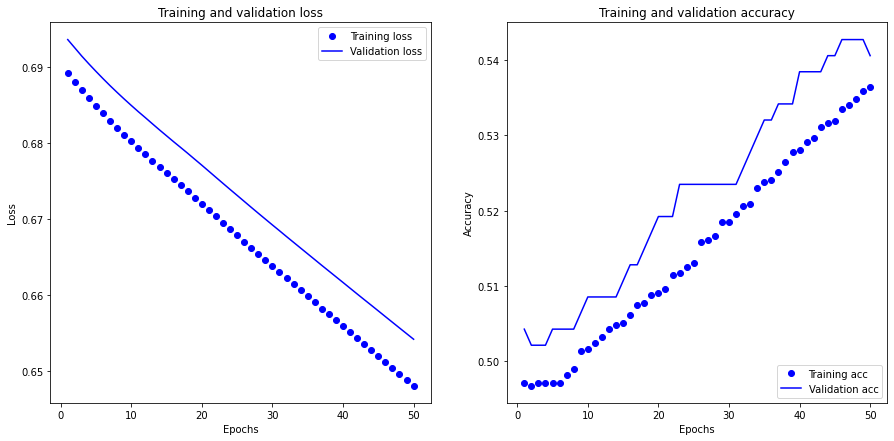 Training and validation loss
Training loss
Validation loss
0.69
0.68
0.67
0.66
0.65
Loss
0
10
20
30
40
50
Epochs
Training and validation accuracy
0.54
0.53
0.52
0.51
0.50
Accuracy
Training acc
Validation acc
0
10
20
30
40
50
Epochs